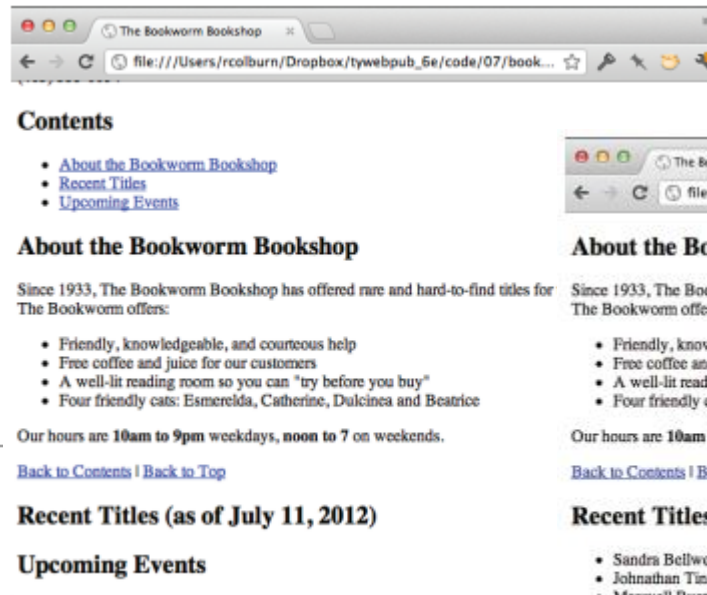 The Bookworm Bookshop
file:///Users/rcolburn/Dropbox/tywebpub_6e/code/07/book...
Contents
• About the Bookworm Bookshop
• Recent Titles
• Upcoming Events
About the Bookworm Bookshop
Since 1933, The Bookworm Bookshop has offered rare and hard-to-find titles for
The Bookworm offers:
• Friendly, knowledgeable, and courteous help
• Free coffee and juice for our customers
• A well-lit reading room so you can "try before you buy"
• Four friendly cats: Esmerelda, Catherine, Dulcinea and Beatrice
Our hours are 10am to 9pm weekdays, noon to 7 on weekends.
Back to Contents | Back to Top
Recent Titles (as of July 11, 2012)
Upcoming Events
The B
file
About the Bo
Since 1933, The Boo
The Bookworm offe
• Friendly, know
• Free coffee an
• A well-lit read
• Four friendly
Our hours are 10am
Back to Contents | B
Recent Titles
• Sandra Bellw
• Johnathan Tin